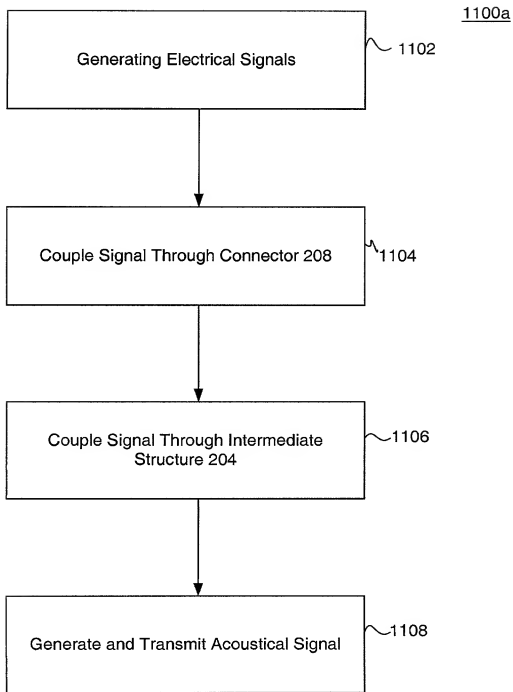 1100a
Generating Electrical Signals
1102
Couple Signal Through Connector 208
1104
Couple Signal Through Intermediate
Structure 204
1106
Generate and Transmit Acoustical Signal
1108